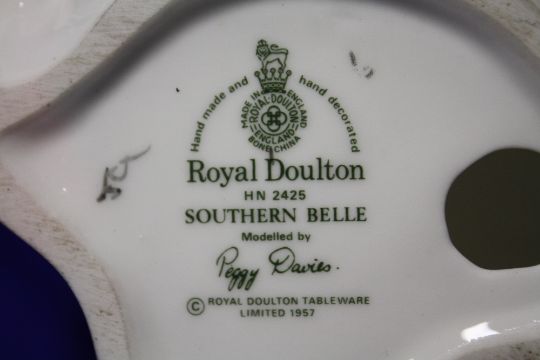 Hand made and hand decorated
MADE IN ENGLAND
ROYAL·DOULTON
ENGLAND
BONE CHINA
Royal Doulton
HN 2425
SOUTHERN BELLE
Modelled by
Peggy Davies.
© ROYAL DOULTON TABLEWARE
LIMITED 1957